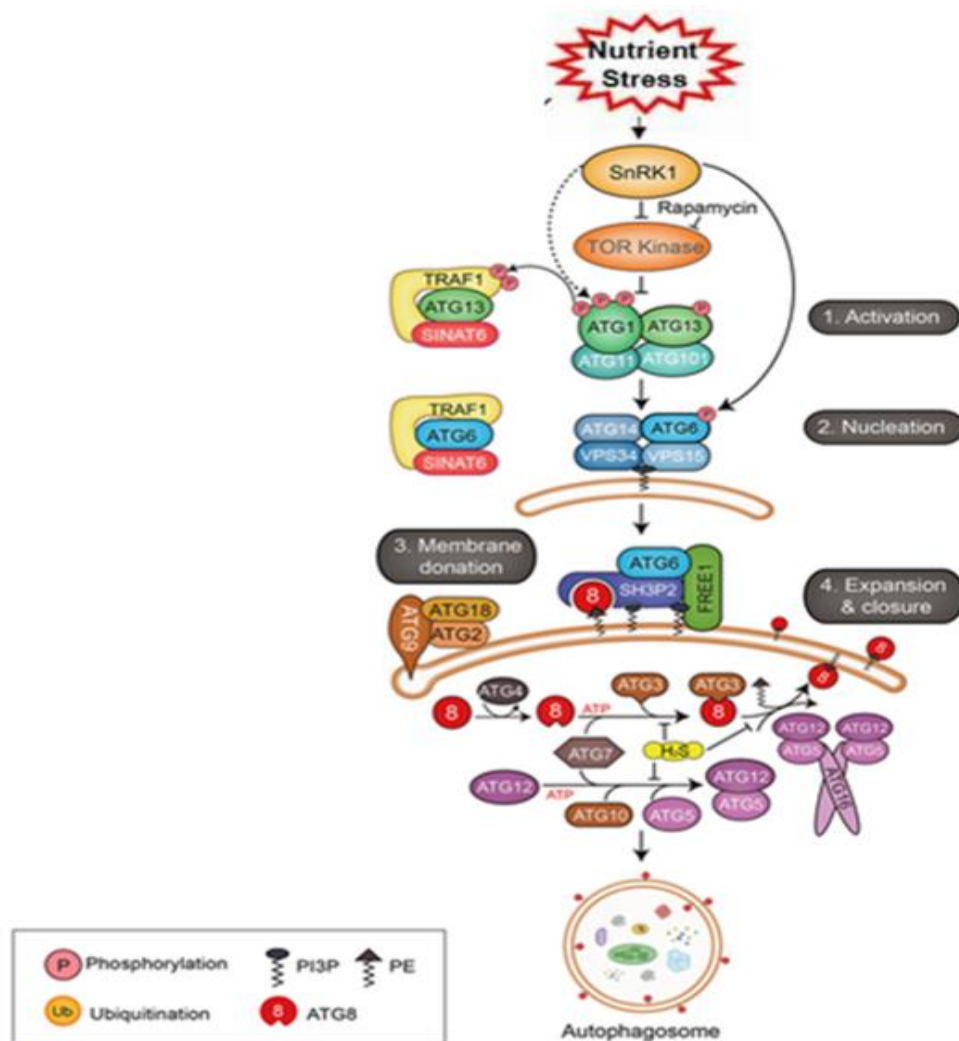 Nutrient
Stress
SnRK1
Rapamycin
TOR Kinase
P
P
TRAF1
ATG13
SINAT6
P
P
P
P
ATG1
ATG13
ATG11
ATG101
1. Activation
TRAF1
ATG6
SINAT6
P
ATG14
ATG6
VPS34
VPS15
2. Nucleation
3. Membrane
donation
ATG6
SH3P2
8
FREE1
4. Expansion
& closure
ATG9
ATG18
ATG2
8
8
8
ATG4
8
ATP
ATG3
ATG3
8
ATG7
H₂S
ATG12
ATP
ATG10
ATG5
ATG12
ATG5
ATG12
ATG12
ATG5
ATG5
ATG16
Autophagosome
P Phosphorylation
PI3P
PE
Ub Ubiquitination
8 ATG8